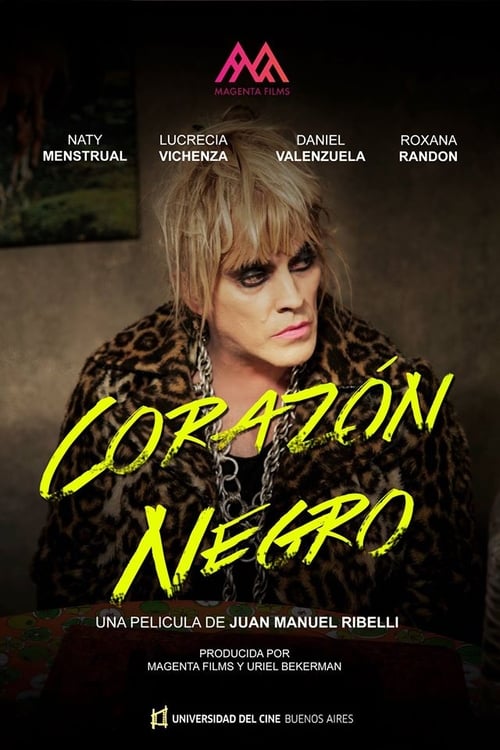 MAGENTA FILMS
NATY LUCRECIA DANIEL ROXANA
MENSTRUAL VICHENZA VALENZUELA RANDON
CORAZÓN
NEGRO
UNA PELICULA DE JUAN MANUEL RIBELLI
PRODUCIDA POR
MAGENTA FILMS Y URIEL BEKERMAN
UNIVERSIDAD DEL CINE BUENOS AIRES